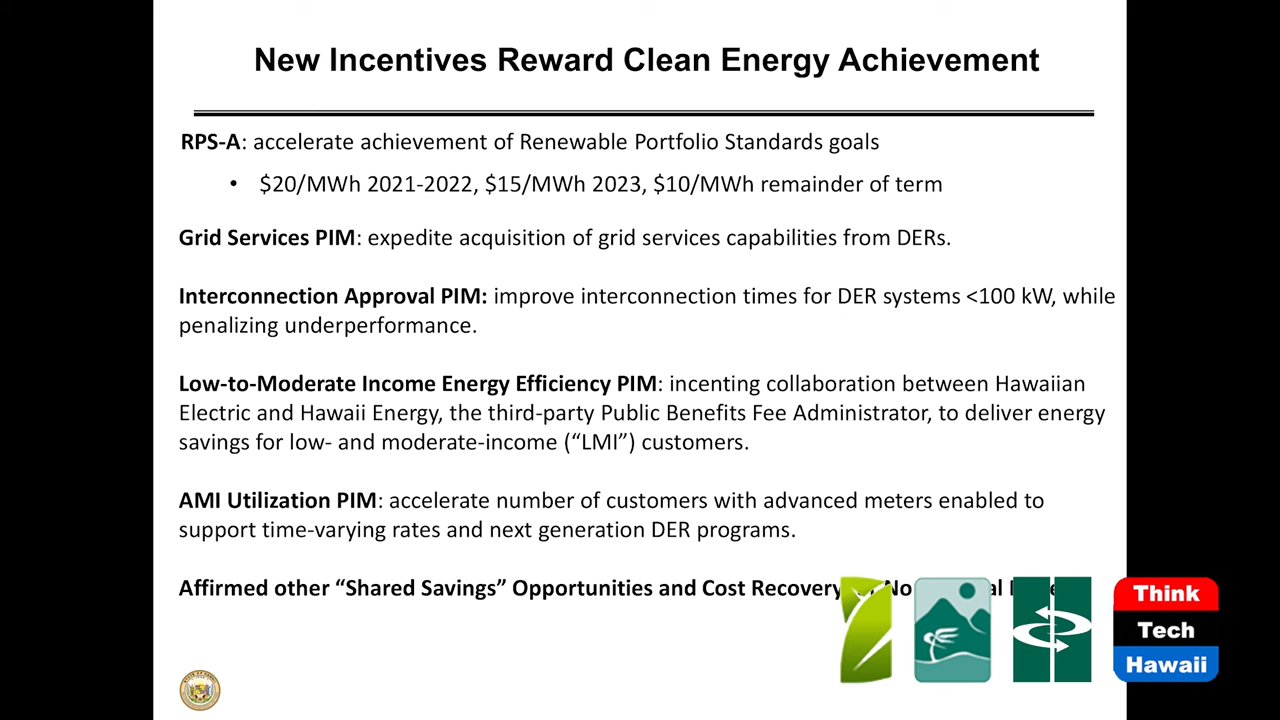 New Incentives Reward Clean Energy Achievement
RPS-A: accelerate achievement of Renewable Portfolio Standards goals
• $20/MWh 2021-2022, $15/MWh 2023, $10/MWh remainder of term
Grid Services PIM: expedite acquisition of grid services capabilities from DERs.
Interconnection Approval PIM: improve interconnection times for DER systems <100 kW, while
penalizing underperformance.
Low-to-Moderate Income Energy Efficiency PIM: incenting collaboration between Hawaiian
Electric and Hawaii Energy, the third-party Public Benefits Fee Administrator, to deliver energy
savings for low- and moderate-income (“LMI”) customers.
AMI Utilization PIM: accelerate number of customers with advanced meters enabled to
support time-varying rates and next generation DER programs.
Affirmed other “Shared Savings” Opportunities and Cost Recovery
Think
Tech
Hawaii